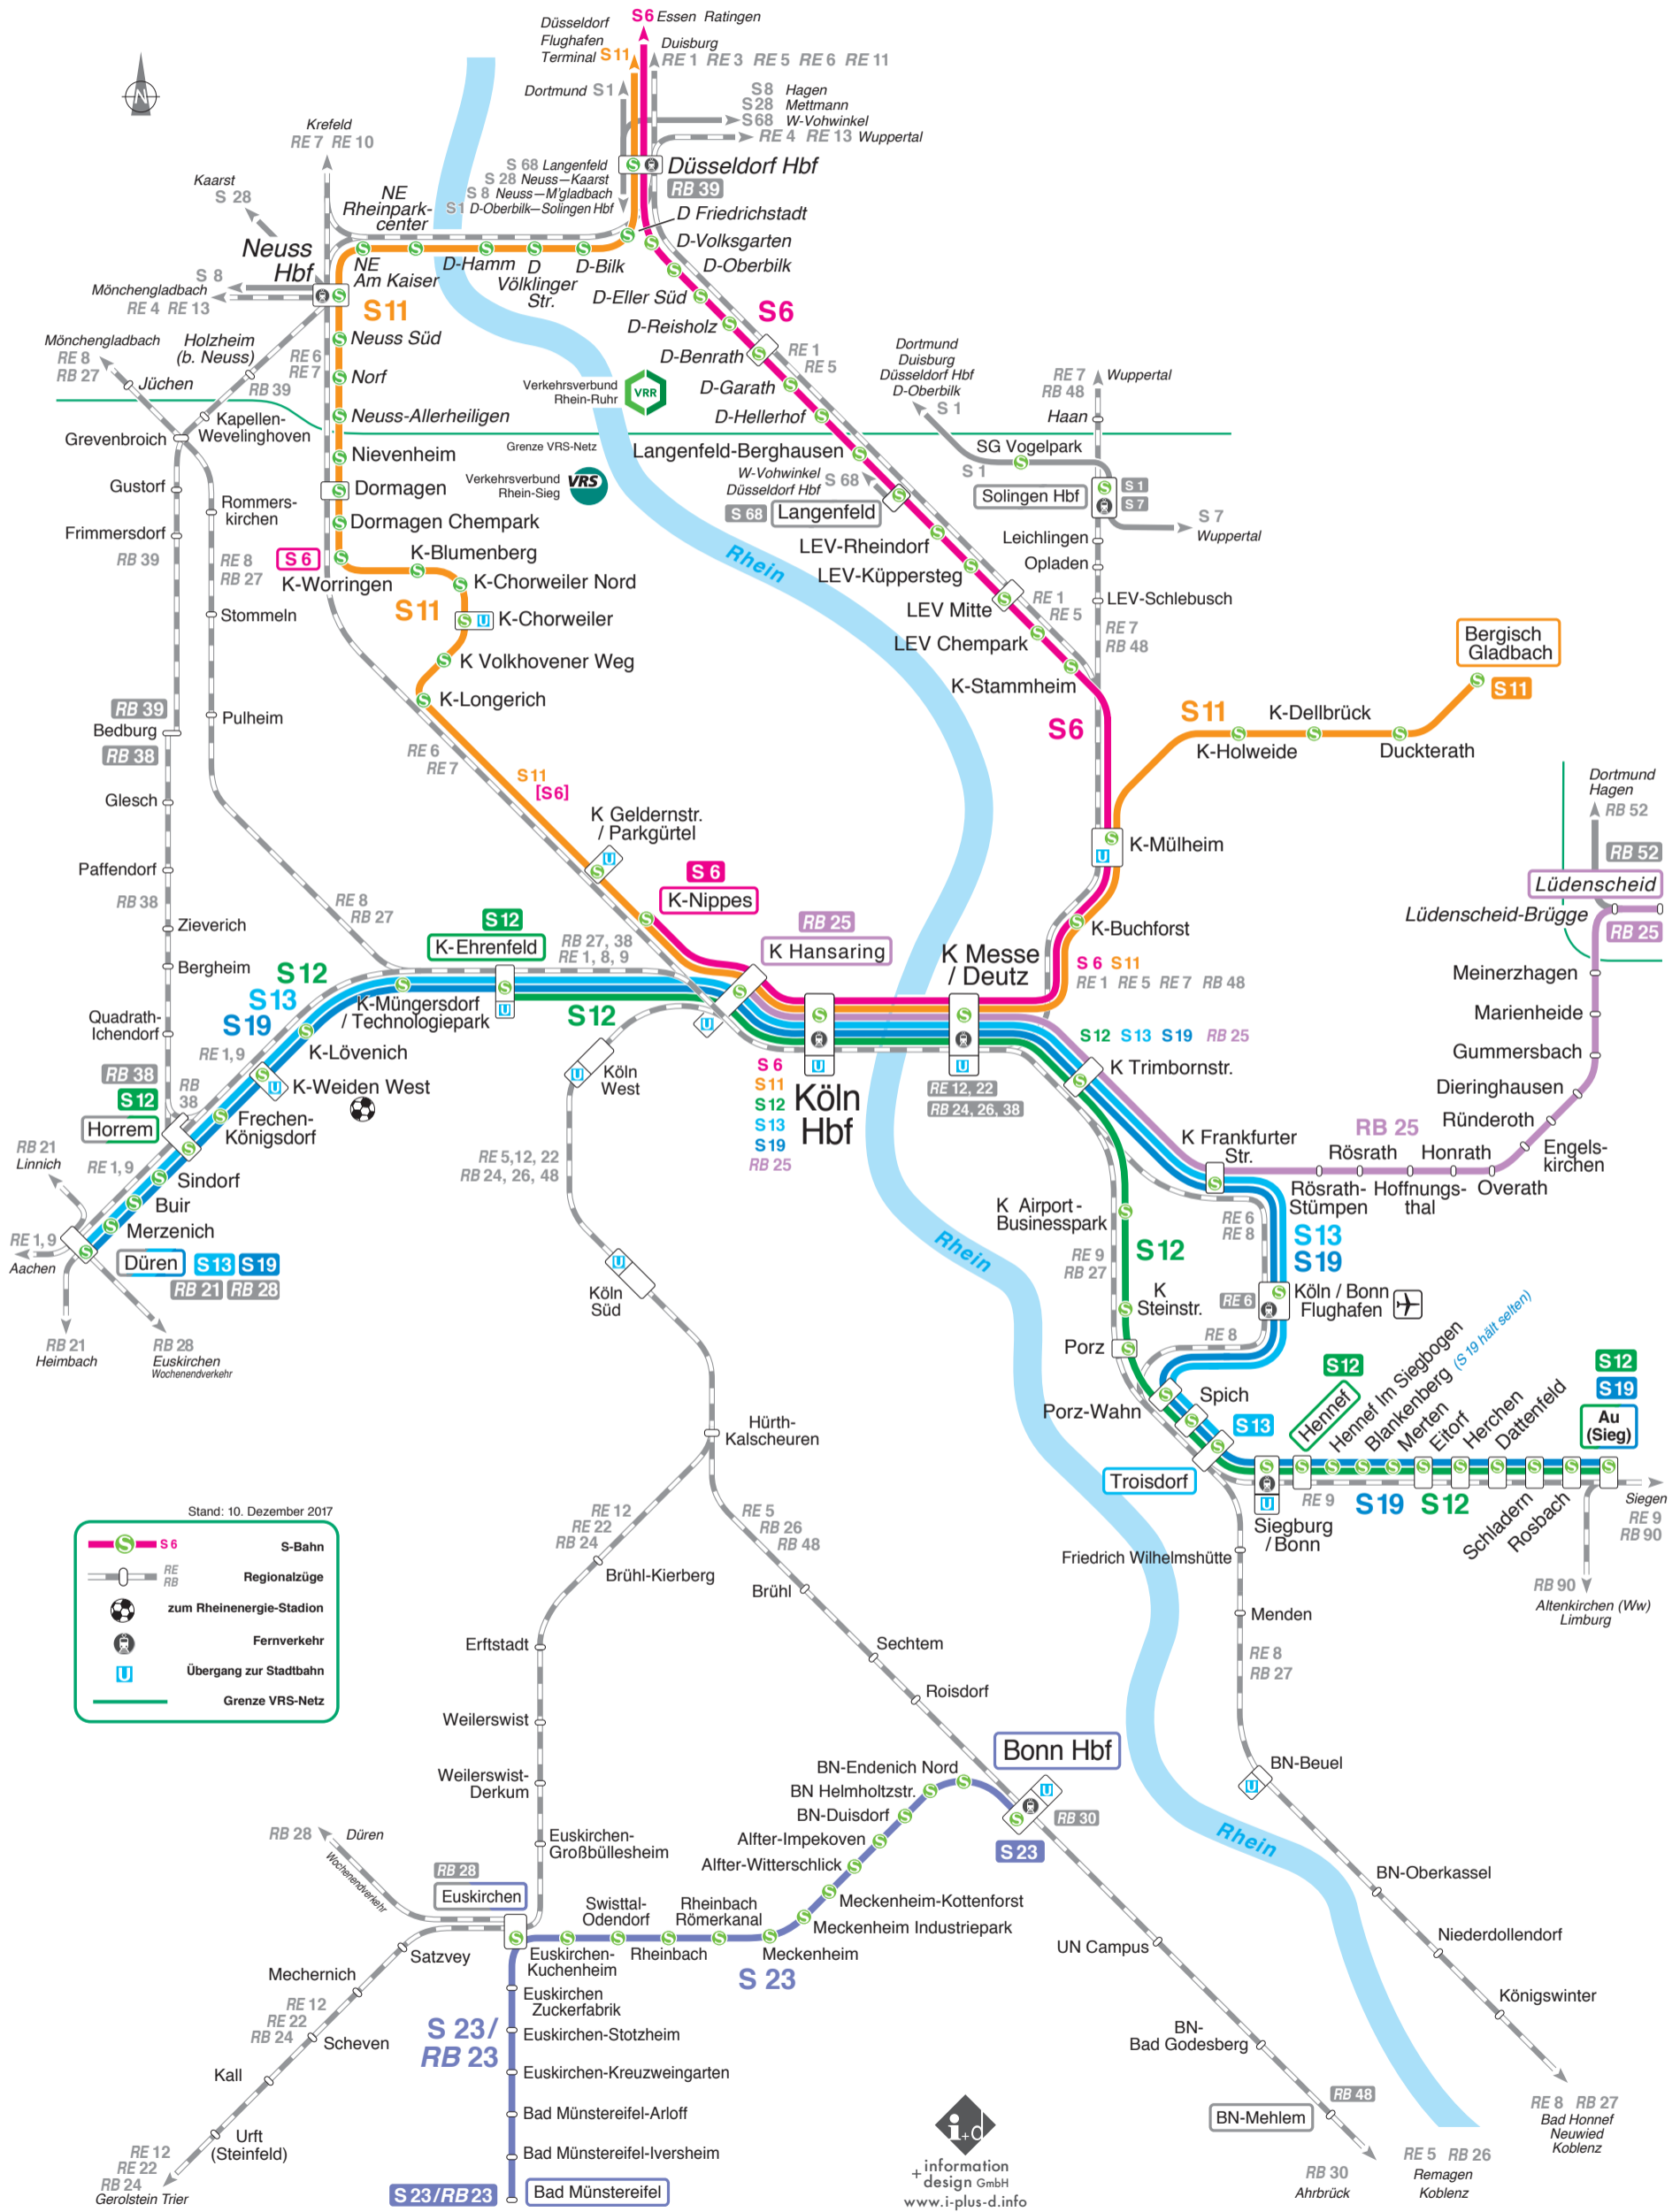 S6 Essen Ratingen
Düsseldorf
Flughafen
Terminal S11
Duisburg
RE 1 RE 3 RE 5 RE 6 RE 11
Dortmund S1
S8 Hagen
S28 Mettmann
S68 W-Vohwinkel
RE 4 RE 13 Wuppertal
N
Krefeld
RE 7 RE 10
Kaarst
S 28
S 68 Langenfeld
S 28 Neuss—Kaarst
S 8 Neuss—M'gladbach
S1 D-Oberbilk—Solingen Hbf
Düsseldorf Hbf
RB 39
NE
Rheinpark-
center
D Friedrichstadt
D-Volksgarten
D-Oberbilk
Neuss
Hbf
NE
Am Kaiser
D-Hamm
D
Völklinger
Str.
D-Bilk
D-Eller Süd
S 8
Mönchengladbach
RE 4 RE 13
S11
S6
D-Reisholz
Mönchengladbach
RE 8
RB 27
Jüchen
Holzheim
(b. Neuss)
RB 39
RE 6
RE 7
Neuss Süd
Norf
Neuss-Allerheiligen
D-Benrath
RE 1
RE 5
D-Garath
D-Hellerhof
Verkehrsverbund
Rhein-Ruhr
VRR
Dortmund
Duisburg
Düsseldorf Hbf
D-Oberbilk
S 1
RE 7
RB 48
Wuppertal
Haan
Kapellen-
Wevelinghoven
Grevenbroich
Grenze VRS-Netz
Nievenheim
Langenfeld-Berghausen
SG Vogelpark
S 1
Gustorf
Rommers-
kirchen
Dormagen
Verkehrsverbund
Rhein-Sieg
VRS
W-Vohwinkel
Düsseldorf Hbf
S 68
S 68
Langenfeld
Solingen Hbf
S 1
S 7
S 7
Wuppertal
Frimmersdorf
RB 39
RE 8
RB 27
Dormagen Chempark
S 6
K-Worringen
K-Blumenberg
K-Chorweiler Nord
LEV-Rheindorf
LEV-Küppersteg
Leichlingen
Opladen
Rhein
Stommeln
S11
U
K-Chorweiler
LEV Mitte
RE 1
RE 5
LEV-Schlebusch
RE 7
RB 48
LEV Chempark
K Volkhovener Weg
K-Longerich
K-Stammheim
Bergisch
Gladbach
S11
RB 39
Bedburg
RB 38
Pulheim
RE 6
RE 7
S6
S11
K-Dellbrück
K-Holweide
Duckterath
Glesch
S11
[S6]
K Geldernstr.
/ Parkgürtel
U
K-Mülheim
U
Dortmund
Hagen
RB 52
RB 52
Lüdenscheid
Lüdenscheid-Brügge
RB 25
Paffendorf
RB 38
RE 8
RB 27
S 6
K-Nippes
Zieverich
Bergheim
S12
K-Ehrenfeld
RB 27, 38
RE 1, 8, 9
RB 25
K Hansaring
K Messe
/ Deutz
K-Buchforst
S 6 S11
RE 1 RE 5 RE 7 RB 48
Meinerzhagen
Marienheide
Gummersbach
Dieringhausen
Ründeroth
Engels-
kirchen
S12
S13
S19
K-Müngersdorf
/ Technologiepark
U
S12
U
Quadrath-
Ichendorf
RE 1,9
K-Lövenich
U
K-Weiden West
Köln
West
U
S 6
S11
S12
S13
S19
RB 25
U
Köln
Hbf
U
RE 12, 22
RB 24, 26, 38
S12 S13 S19 RB 25
K Trimbornstr.
RB 38
S12
Horrem
RB
38
Frechen-
Königsdorf
RB 21
Linnich
RE 1, 9
Sindorf
Buir
Merzenich
RE 5,12, 22
RB 24, 26, 48
K Frankfurter
Str.
RB 25
Rösrath
Honrath
Rösrath-
Stümpen
Hoffnungs-
thal
Overath
RE 1, 9
Aachen
Düren
S13
S19
RB 21
RB 28
K Airport-
Businesspark
RE 9
RB 27
S12
RE 6
RE 8
S13
S19
Rhein
U
Köln
Süd
K
Steinstr.
RE 6
Köln / Bonn
Flughafen
RB 21
Heimbach
RB 28
Euskirchen
Wochenendverkehr
Porz
RE 8
Porz-Wahn
Spich
S13
Troisdorf
S12
Hennef
Hennef Im Siegbogen
Blankenberg (S 19 hält selten)
Merten
Eitorf
Herchen
Dattenfeld
S12
S19
Au
(Sieg)
Hürth-
Kalscheuren
U
Siegburg
/Bonn
RE 9
S19
S12
Schladern
Rosbach
Siegen
RE 9
RB 90
RB 90
Altenkirchen (Ww)
Limburg
Stand: 10. Dezember 2017
S 6
S-Bahn
RE
RB
Regionalzüge
zum Rheinenergie-Stadion
Fernverkehr
U
Übergang zur Stadtbahn
Grenze VRS-Netz
RE 12
RE 22
RB 24
RE 5
RB 26
RB 48
Brühl-Kierberg
Brühl
Friedrich Wilhelmshütte
Menden
RE 8
RB 27
Erftstadt
Sechtem
Weilerswist
Roisdorf
Weilerswist-
Derkum
Bonn Hbf
BN-Endenich Nord
BN Helmholtzstr.
BN-Duisdorf
Alfter-Impekoven
Alfter-Witterschlick
U
RB 30
S 23
BN-Beuel
U
Rhein
Euskirchen-
Großbüllesheim
RB 28
Düren
Wochenendverkehr
RB 28
Euskirchen
Swisttal-
Odendorf
Rheinbach
Römerkanal
Meckenheim-Kottenforst
Meckenheim Industriepark
BN-Oberkassel
Satzvey
Euskirchen-
Kuchenheim
Rheinbach
Meckenheim
S 23
UN Campus
Niederdollendorf
Mechernich
RE 12
RE 22
RB 24
Scheven
Euskirchen
Zuckerfabrik
Euskirchen-Stotzheim
S 23/
RB 23
Euskirchen-Kreuzweingarten
Königswinter
BN-
Bad Godesberg
Kall
Bad Münstereifel-Arloff
RB 48
BN-Mehlem
RE 8 RB 27
Bad Honnef
Neuwied
Koblenz
Urft
(Steinfeld)
Bad Münstereifel-Iversheim
RE 12
RE 22
RB 24
Gerolstein Trier
S 23/RB 23
Bad Münstereifel
i+d
+information
design GmbH
www.i-plus-d.info
RB 30
Ahrbrück
RE 5 RB 26
Remagen
Koblenz